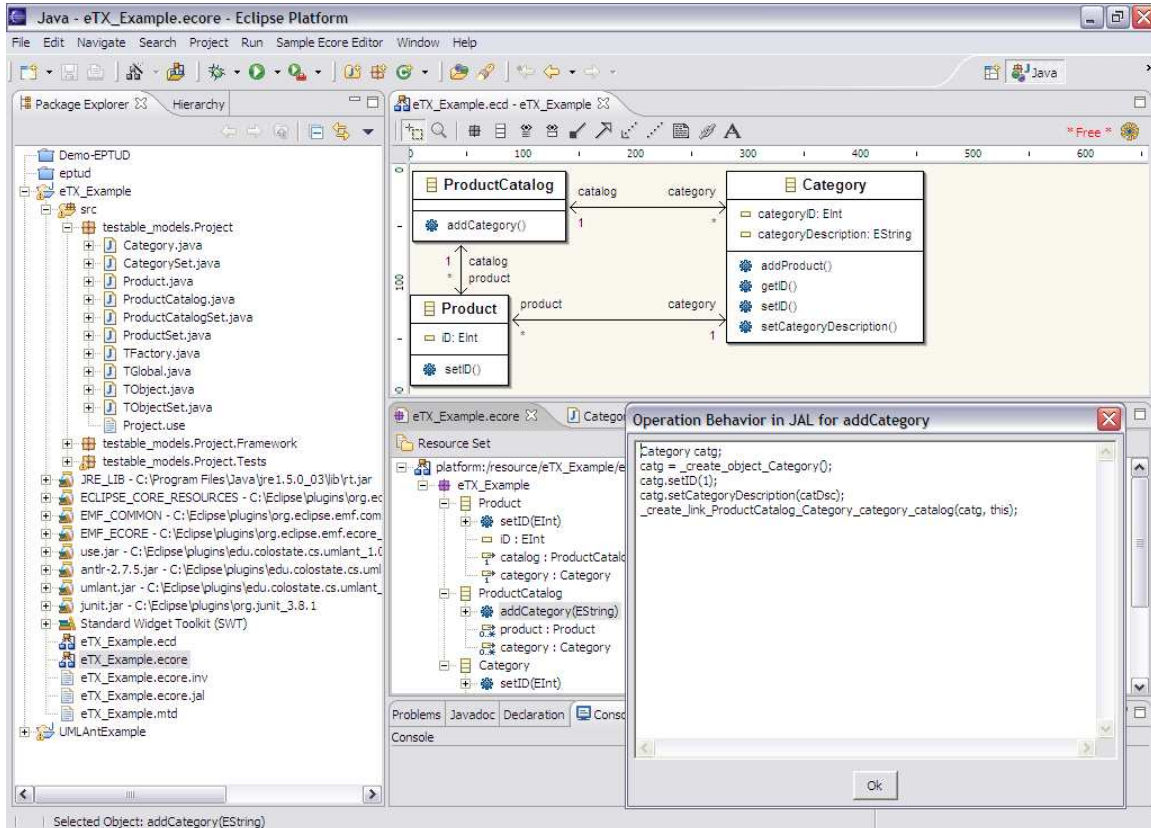 Java - eTX_Example.ecore - Eclipse Platform
File Edit Navigate Search Project Run Sample Ecore Editor Window Help
Java
Package Explorer Hierarchy
Demo-EPTUD
eptud
eTX_Example
src
testable_models.Project
Category.java
CategorySet.java
Product.java
ProductCatalog.java
ProductCatalogSet.java
ProductSet.java
TFactory.java
TGlobal.java
TObject.java
TObjectSet.java
Project.use
testable_models.Project.Framework
testable_models.Project.Tests
JRE_LIB - C:\Program Files\Java\jre1.5.0_03\lib\rt.jar
ECLIPSE_CORE_RESOURCES - C:\Eclipse\plugins\org.ec
EMF_COMMON - C:\Eclipse\plugins\org.eclipse.emf.com
EMF_ECORE - C:\Eclipse\plugins\org.eclipse.emf.ecore_
use.jar - C:\Eclipse\plugins\edu.colostate.cs.umlant_1.0
antlr-2.7.5.jar - C:\Eclipse\plugins\edu.colostate.cs.uml
umlant.jar - C:\Eclipse\plugins\edu.colostate.cs.umlant_
junit.jar - C:\Eclipse\plugins\org.junit_3.8.1
Standard Widget Toolkit (SWT)
eTX_Example.ecd
eTX_Example.ecore
eTX_Example.ecore.inv
eTX_Example.ecore.jal
eTX_Example.mtd
UMLAntExample
eTX_Example.ecd - eTX_Example
A
* Free *
0 100 200 300 400 500 600
0
100
0
ProductCatalog
addCategory()
catalog category
1 *
Category
categoryID: EInt
categoryDescription: EString
addProduct()
getID()
setID()
setCategoryDescription()
1 catalog
* product
Product
iD: EInt
setID()
product category
* 1
eTX_Example.ecore Catego
Resource Set
platform:/resource/eTX_Example/e
eTX_Example
Product
setID(EInt)
iD : EInt
catalog : ProductCatalo
category : Category
ProductCatalog
addCategory(EString)
product : Product
category : Category
Category
setID(EInt)
Problems Javadoc Declaration Conso
Console
Operation Behavior in JAL for addCategory
Category catg;
catg = _create_object_Category();
catg.setID(1);
catg.setCategoryDescription(catDsc);
_create_link_ProductCatalog_Category_category_catalog(catg, this);
Ok
Selected Object: addCategory(EString)